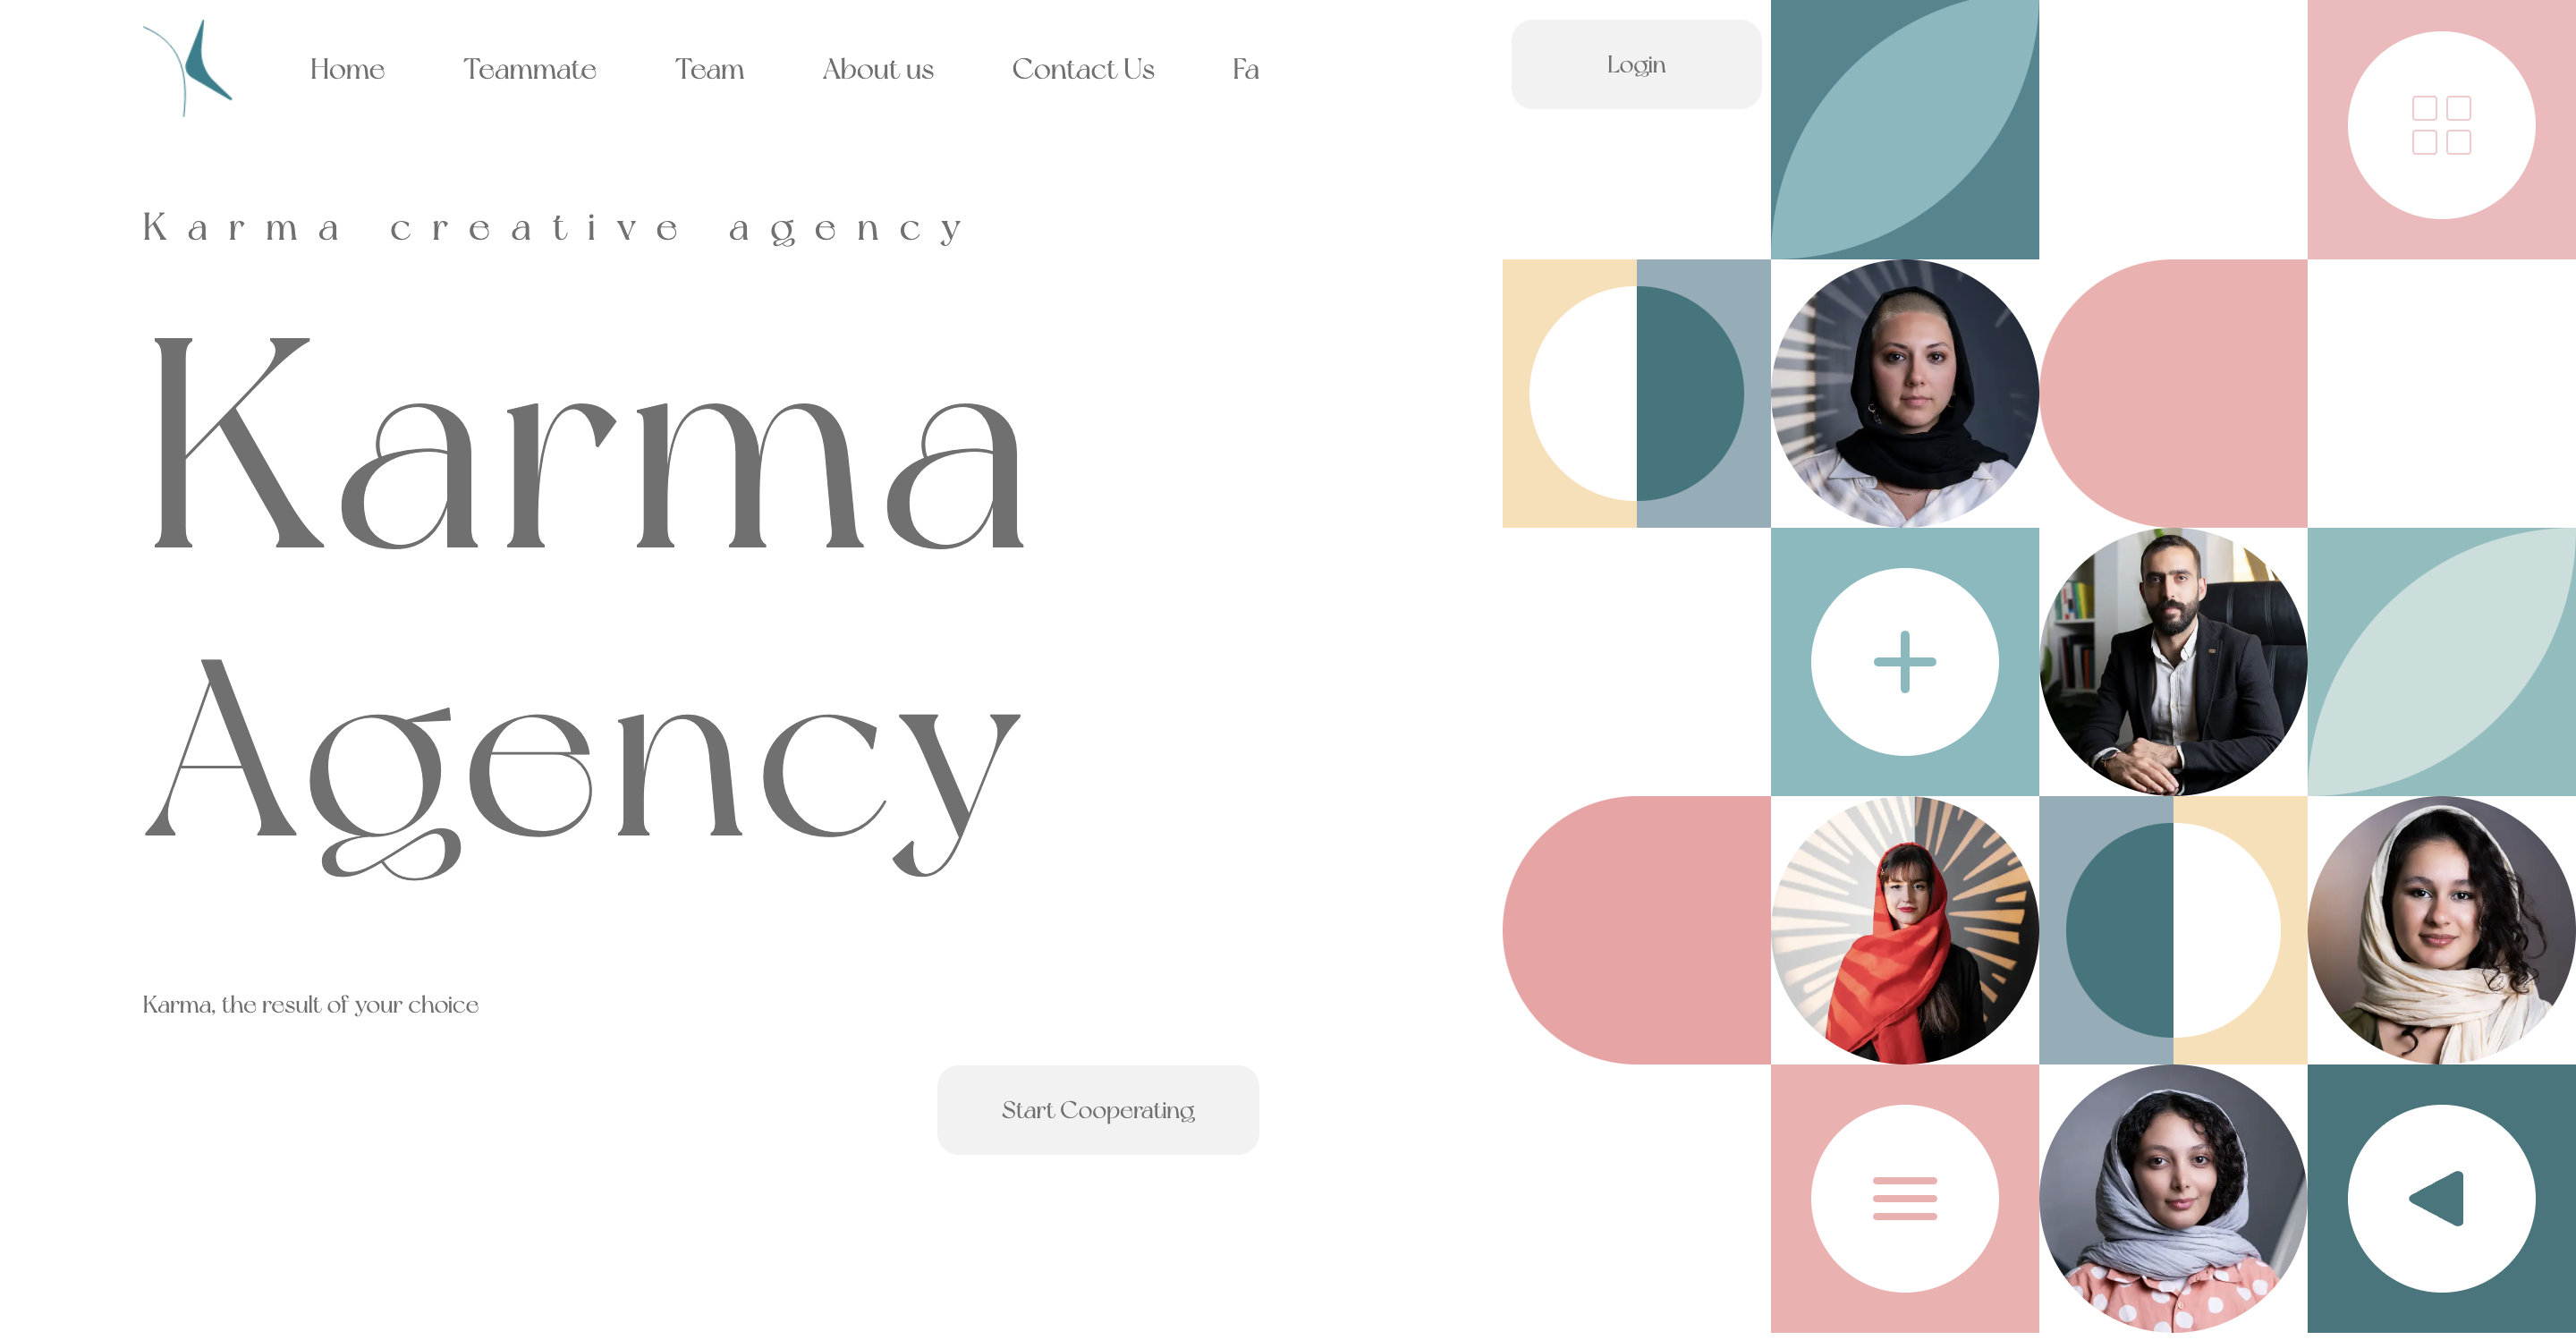 Home Teammate Team About us Contact Us Fa Login
Karma creative agency
Karma
Agency
Karma, the result of your choice
Start Cooperating